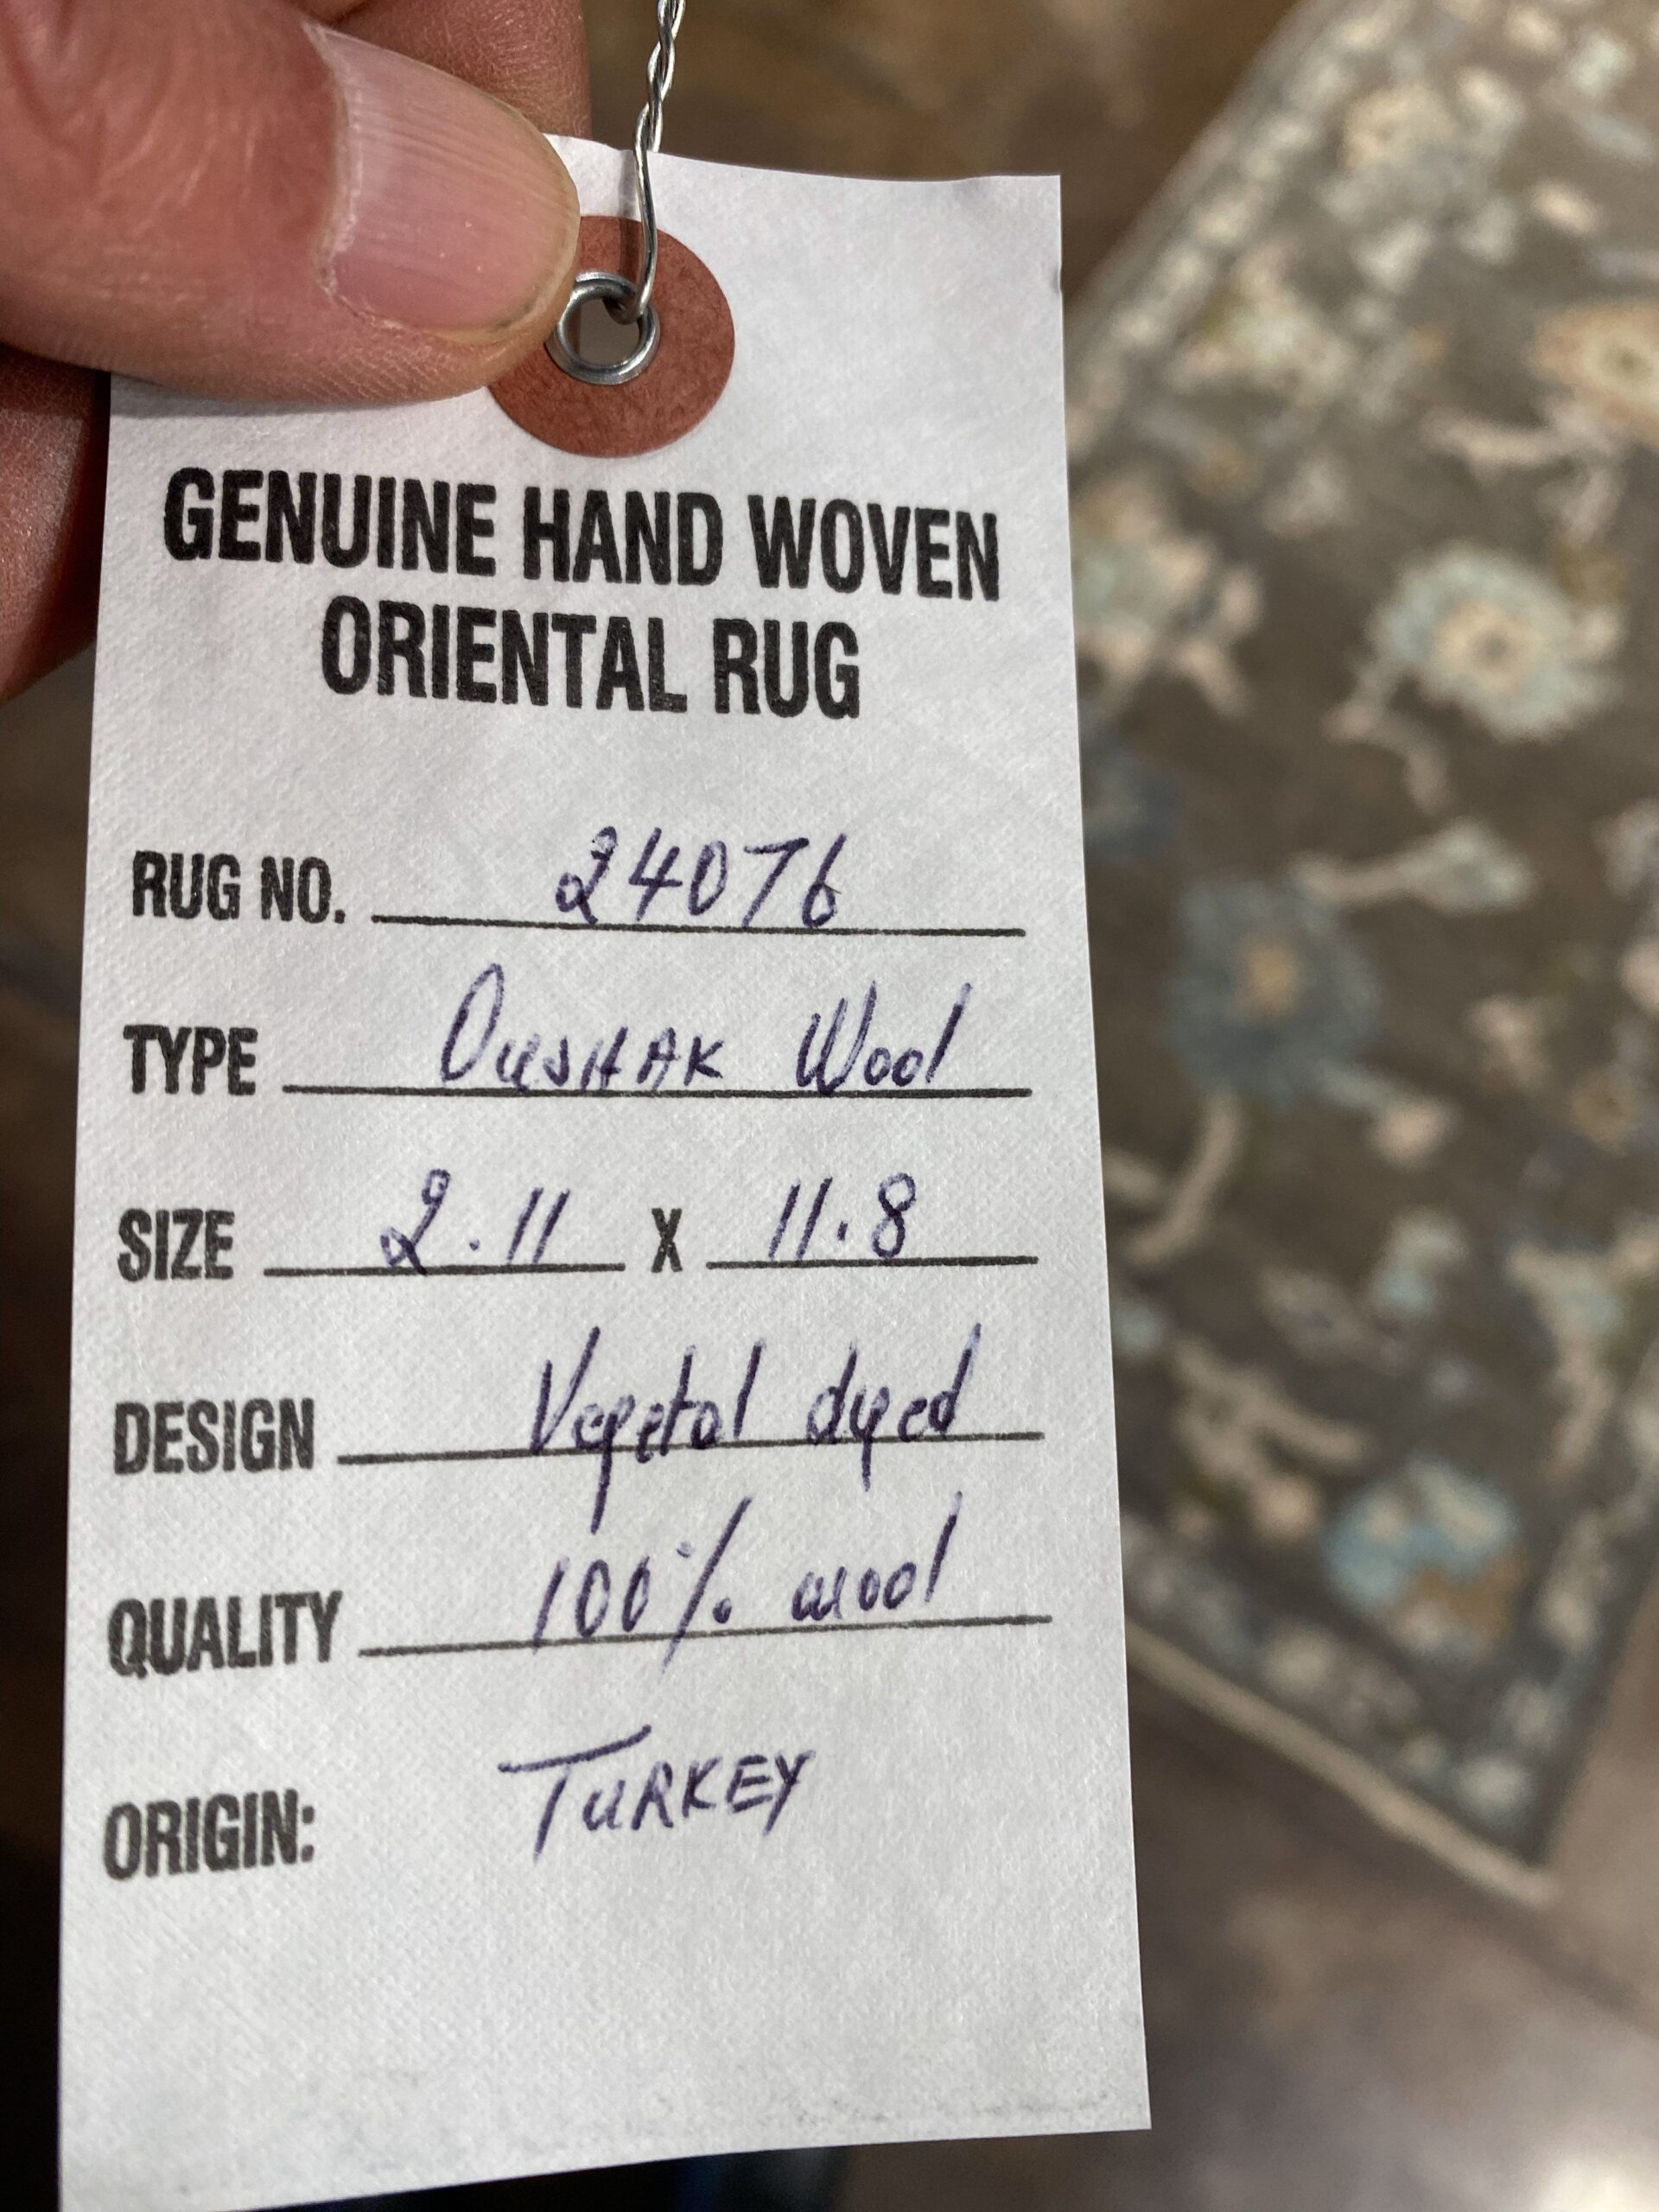 GENUINE HAND WOVEN
ORIENTAL RUG
RUG NO. 24076
TYPE OUSHAK Wool
SIZE 2.11 X 11.8
DESIGN Vegetal dyed
QUALITY 100% wool
ORIGIN: TURKEY